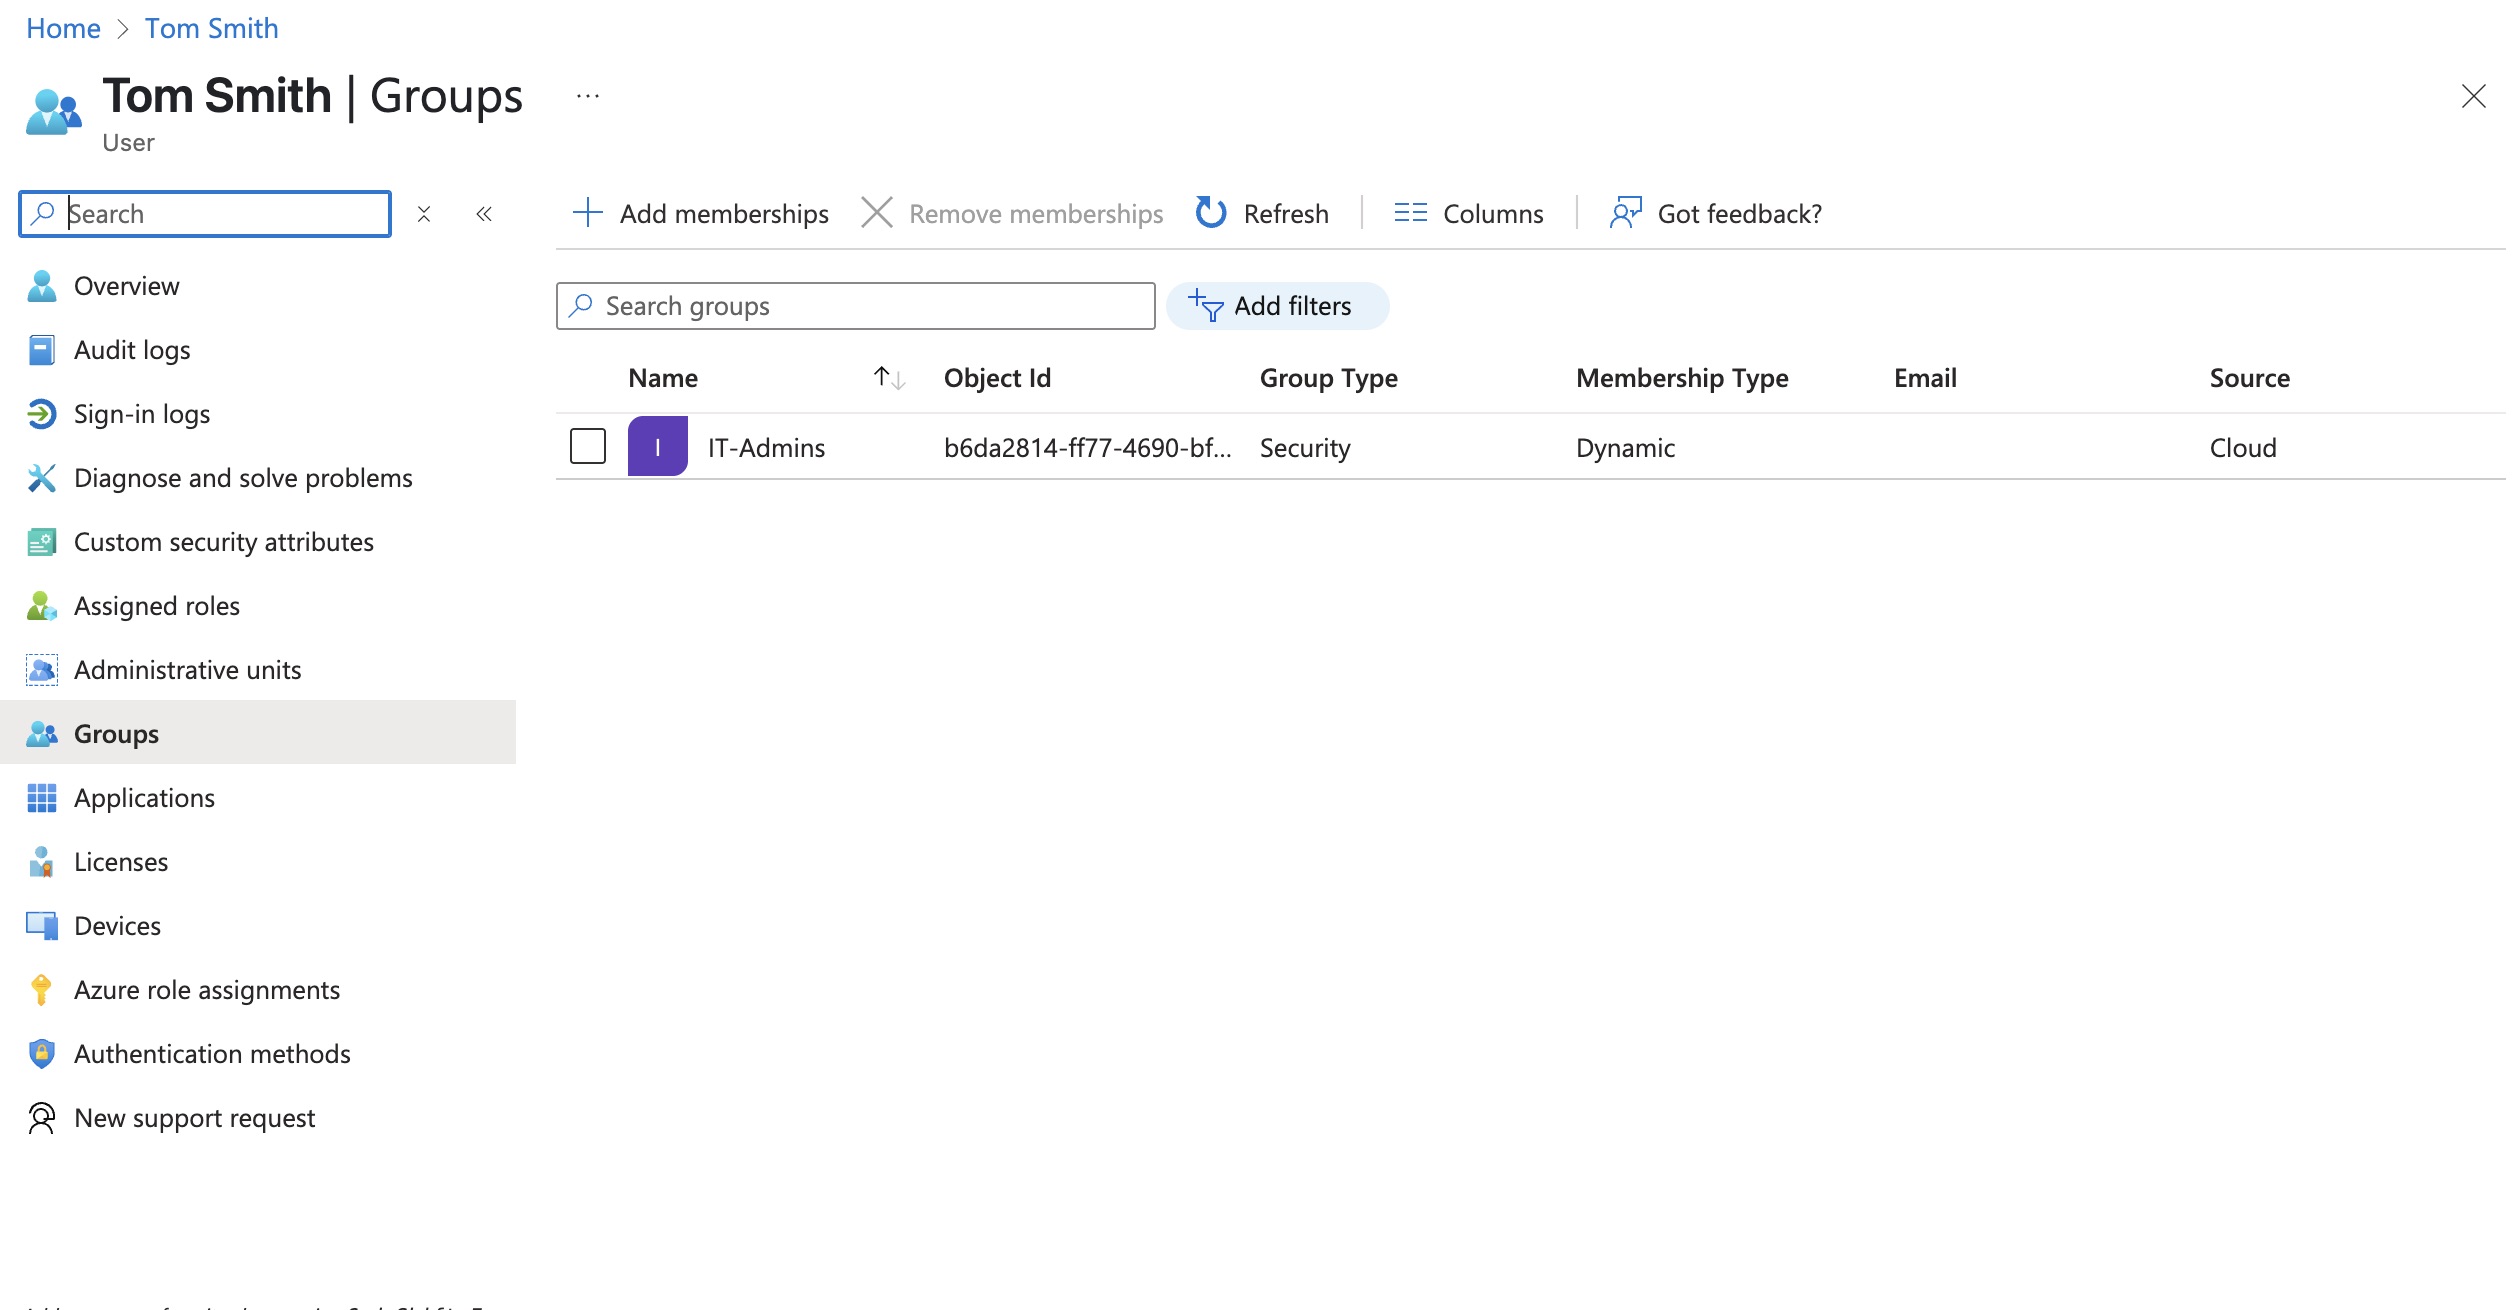 Home > Tom Smith
Tom Smith | Groups ...
User
Search
Add memberships
Remove memberships
Refresh
Columns
Got feedback?
Overview
Audit logs
Sign-in logs
Diagnose and solve problems
Custom security attributes
Assigned roles
Administrative units
Groups
Applications
Licenses
Devices
Azure role assignments
Authentication methods
New support request
Search groups
Add filters
Name Object Id Group Type Membership Type Email Source
I IT-Admins b6da2814-ff77-4690-bf... Security Dynamic Cloud